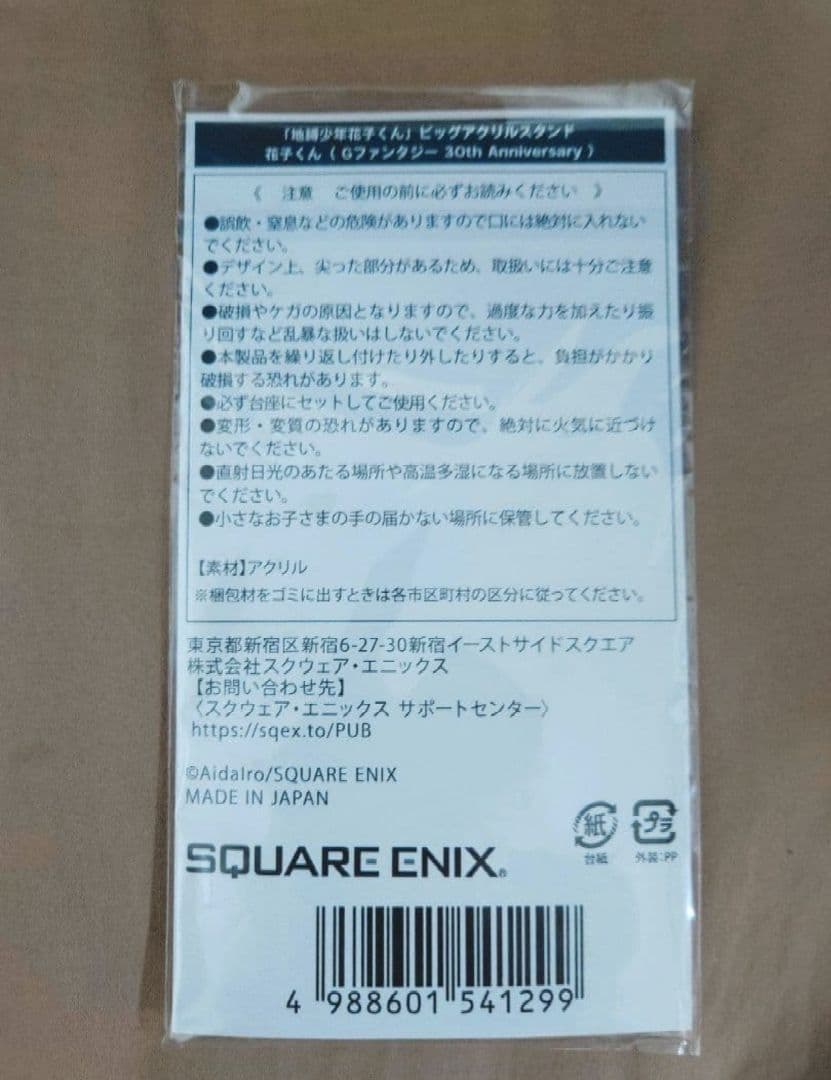 「地縛少年花子くん」ビッグアクリルスタンド
花子くん（Gファンタジー 30th Anniversary）
《 注意 ご使用の前に必ずお読みください 》
●誤飲・窒息などの危険がありますので口には絶対に入れない
でください。
●デザイン上、尖った部分があるため、取扱いには十分ご注意
ください。
●破損やケガの原因となりますので、過度な力を加えたり振
り回すなど乱暴な扱いはしないでください。
●本製品を繰り返し付けたり外したりすると、負担がかかり
破損する恐れがあります。
●必ず台座にセットしてご使用ください。
●変形・変質の恐れがありますので、絶対に火気に近づけ
ないでください。
●直射日光のあたる場所や高温多湿になる場所に放置しない
でください。
●小さなお子さまの手の届かない場所に保管してください。
【素材】アクリル
※梱包材をゴミに出すときは各市区町村の区分に従ってください。
東京都新宿区新宿6-27-30新宿イーストサイドスクエア
株式会社スクウェア・エニックス
【お問い合わせ先】
〈スクウェア・エニックス サポートセンター〉
https://sqex.to/PUB
©AidaIro/SQUARE ENIX
MADE IN JAPAN
紙 プラ
台紙 外装:PP
SQUARE ENIX®
4 988601 541299